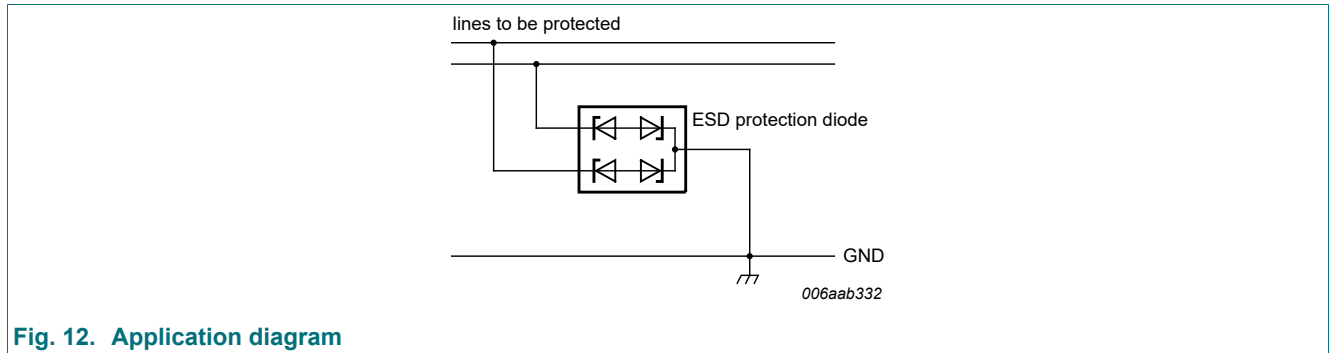 lines to be protected
ESD protection diode
GND
006aab332
Fig. 12. Application diagram